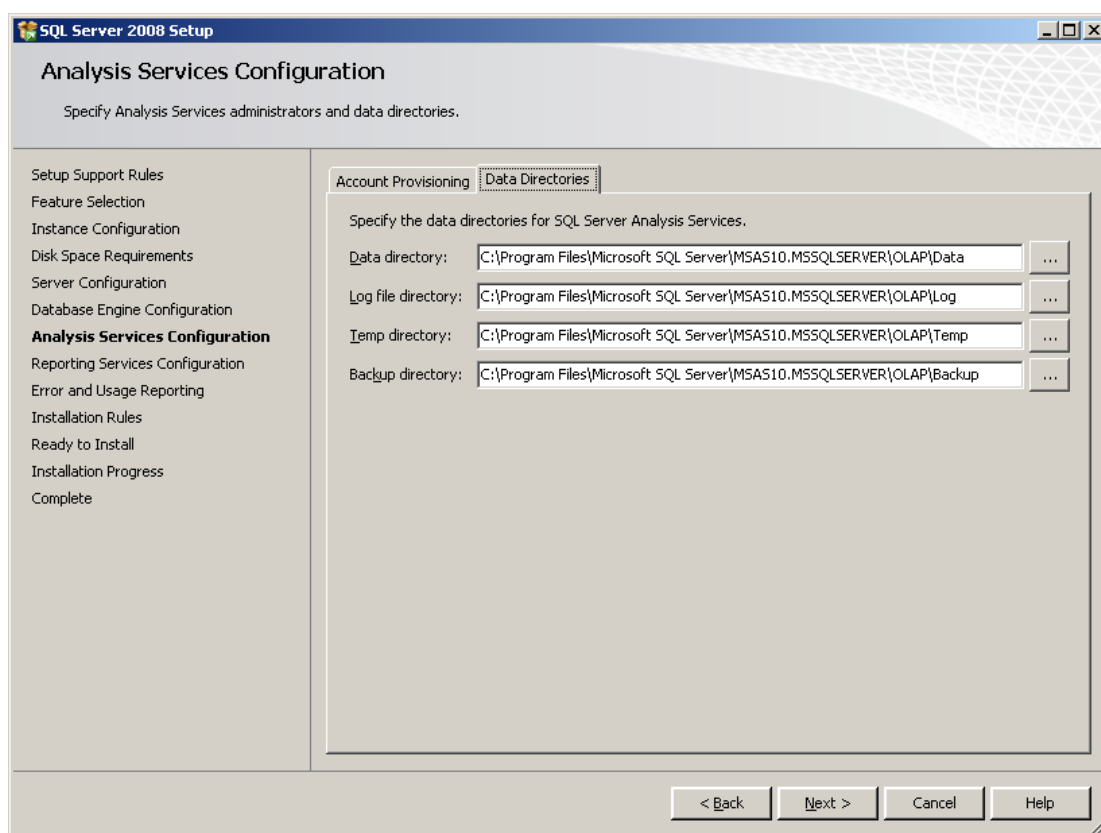 SQL Server 2008 Setup
Analysis Services Configuration
Specify Analysis Services administrators and data directories.
Setup Support Rules
Feature Selection
Instance Configuration
Disk Space Requirements
Server Configuration
Database Engine Configuration
Analysis Services Configuration
Reporting Services Configuration
Error and Usage Reporting
Installation Rules
Ready to Install
Installation Progress
Complete
Account Provisioning Data Directories
Specify the data directories for SQL Server Analysis Services.
Data directory: C:\Program Files\Microsoft SQL Server\MSAS10.MSSQLSERVER\OLAP\Data ...
Log file directory: C:\Program Files\Microsoft SQL Server\MSAS10.MSSQLSERVER\OLAP\Log ...
Temp directory: C:\Program Files\Microsoft SQL Server\MSAS10.MSSQLSERVER\OLAP\Temp ...
Backup directory: C:\Program Files\Microsoft SQL Server\MSAS10.MSSQLSERVER\OLAP\Backup ...
< Back Next > Cancel Help